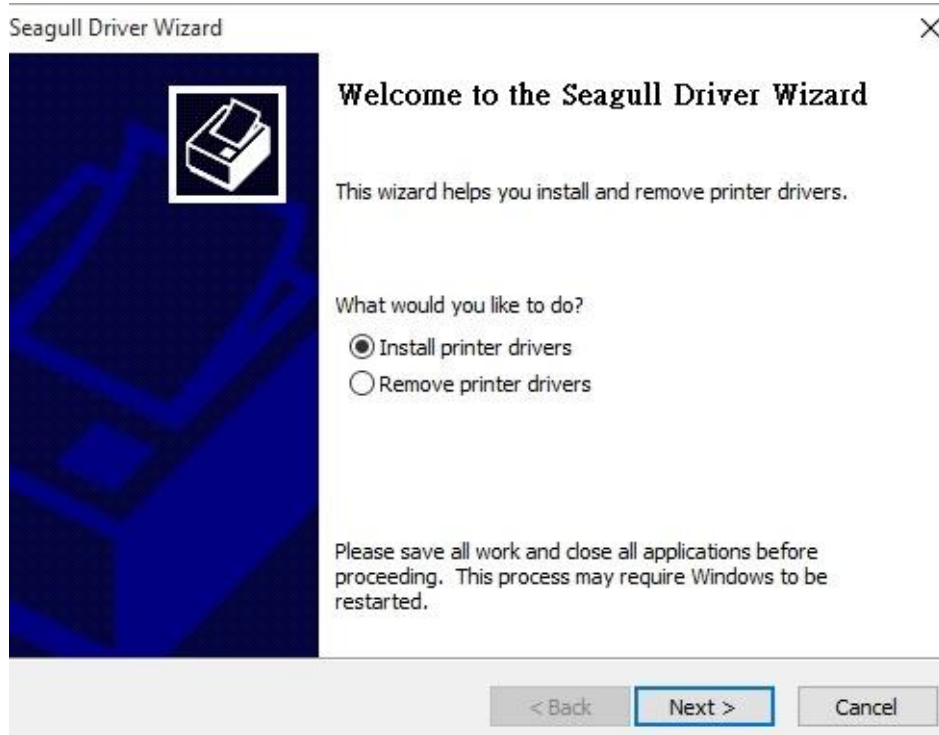 Seagull Driver Wizard
Welcome to the Seagull Driver Wizard
This wizard helps you install and remove printer drivers.
What would you like to do?
Install printer drivers
Remove printer drivers
Please save all work and close all applications before
proceeding. This process may require Windows to be
restarted.
< Back Next > Cancel